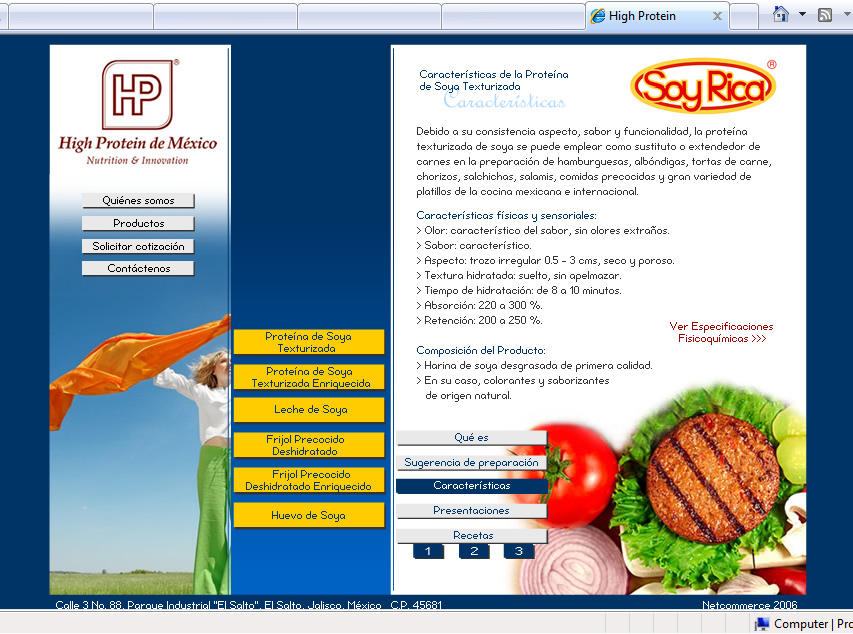 High Protein
HP®
High Protein de México
Nutrition & Innovation
Quiénes somos
Productos
Solicitar cotización
Contáctenos
Proteína de Soya
Texturizada
Proteína de Soya
Texturizada Enriquecida
Leche de Soya
Frijol Precocido
Deshidratado
Frijol Precocido
Deshidratado Enriquecido
Huevo de Soya
Características de la Proteína
de Soya Texturizada
Características
Soy Rica®
Debido a su consistencia aspecto, sabor y funcionalidad, la proteína
texturizada de soya se puede emplear como sustituto o extendedor de
carnes en la preparación de hamburguesas, albóndigas, tortas de carne,
chorizos, salchichas, salamis, comidas precocidas y gran variedad de
platillos de la cocina mexicana e internacional.
Características físicas y sensoriales:
> Olor: característico del sabor, sin olores extraños.
> Sabor: característico.
> Aspecto: trozo irregular 0.5 - 3 cms, seco y poroso.
> Textura hidratada: suelto, sin apelmazar.
> Tiempo de hidratación: de 8 a 10 minutos.
> Absorción: 220 a 300 %.
> Retención: 200 a 250 %.
Ver Especificaciones
Fisicoquímicas >>>
Composición del Producto:
> Harina de soya desgrasada de primera calidad.
> En su caso, colorantes y saborizantes
de origen natural.
Qué es
Sugerencia de preparación
Características
Presentaciones
Recetas
1 2 3
Calle 3 No. 88, Parque Industrial "El Salto", El Salto, Jalisco, México C.P. 45681
Netcommerce 2006
Computer | Pro